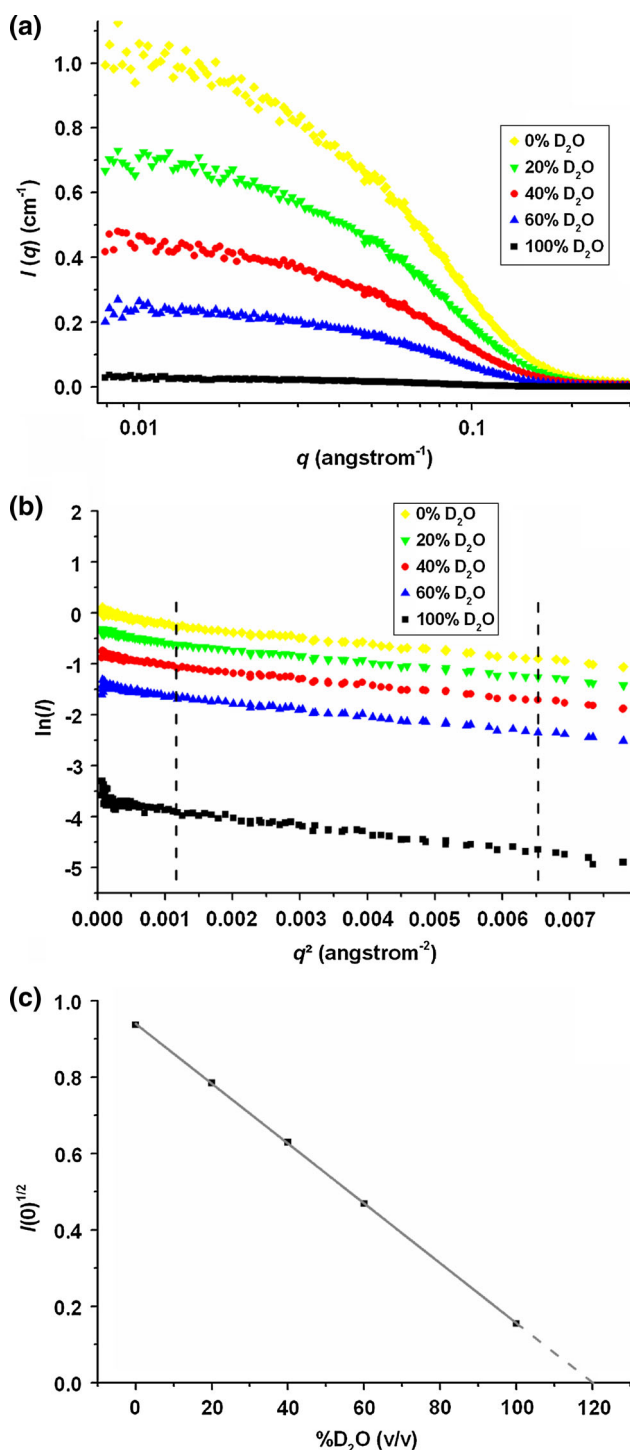 (a)
1.0
0.8
0.6
0.4
0.2
0.0
I (q) (cm⁻¹)
0% D₂O
20% D₂O
40% D₂O
60% D₂O
100% D₂O
0.01
0.1
q (angstrom⁻¹)
(b)
2
1
0
-1
-2
-3
-4
-5
ln(I)
0% D₂O
20% D₂O
40% D₂O
60% D₂O
100% D₂O
0.000 0.001 0.002 0.003 0.004 0.005 0.006 0.007
q² (angstrom⁻²)
(c)
1.0
0.8
0.6
0.4
0.2
0.0
I(0)¹/²
0 20 40 60 80 100 120
%D₂O (v/v)